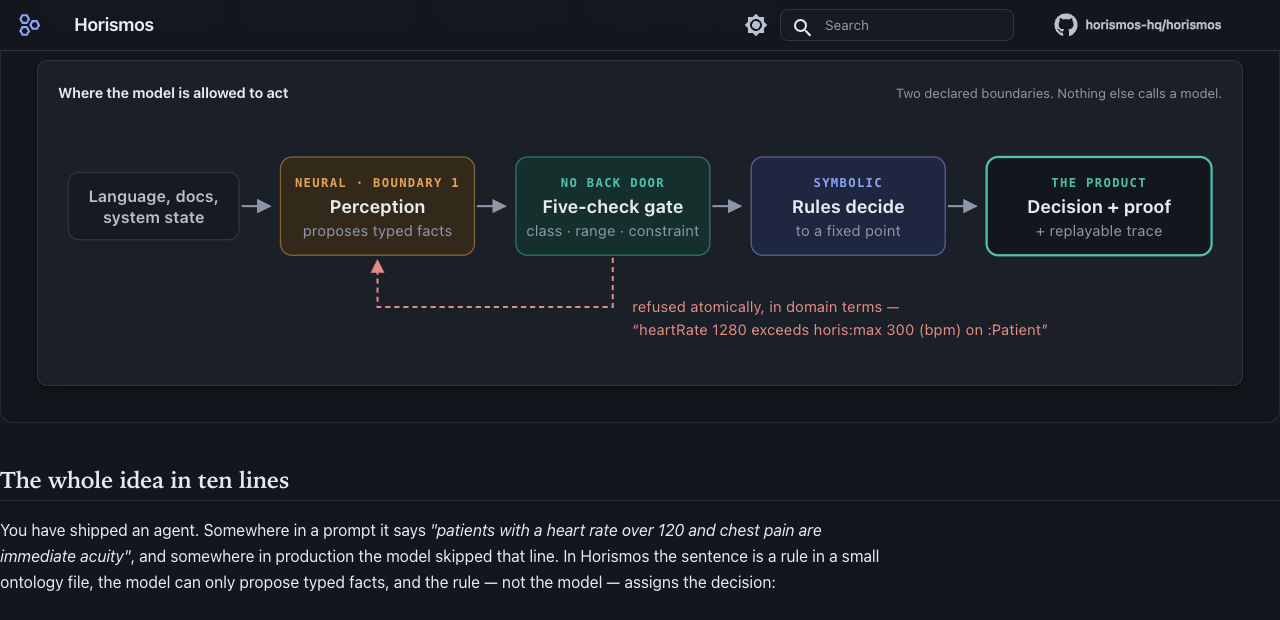 Horismos
Search
horismos-hq/horismos
Where the model is allowed to act
Two declared boundaries. Nothing else calls a model.
Language, docs,
system state
NEURAL · BOUNDARY 1
Perception
proposes typed facts
NO BACK DOOR
Five-check gate
class · range · constraint
SYMBOLIC
Rules decide
to a fixed point
THE PRODUCT
Decision + proof
+ replayable trace
refused atomically, in domain terms —
“heartRate 1280 exceeds horis:max 300 (bpm) on :Patient”
The whole idea in ten lines
You have shipped an agent. Somewhere in a prompt it says "patients with a heart rate over 120 and chest pain are
immediate acuity", and somewhere in production the model skipped that line. In Horismos the sentence is a rule in a small
ontology file, the model can only propose typed facts, and the rule — not the model — assigns the decision: